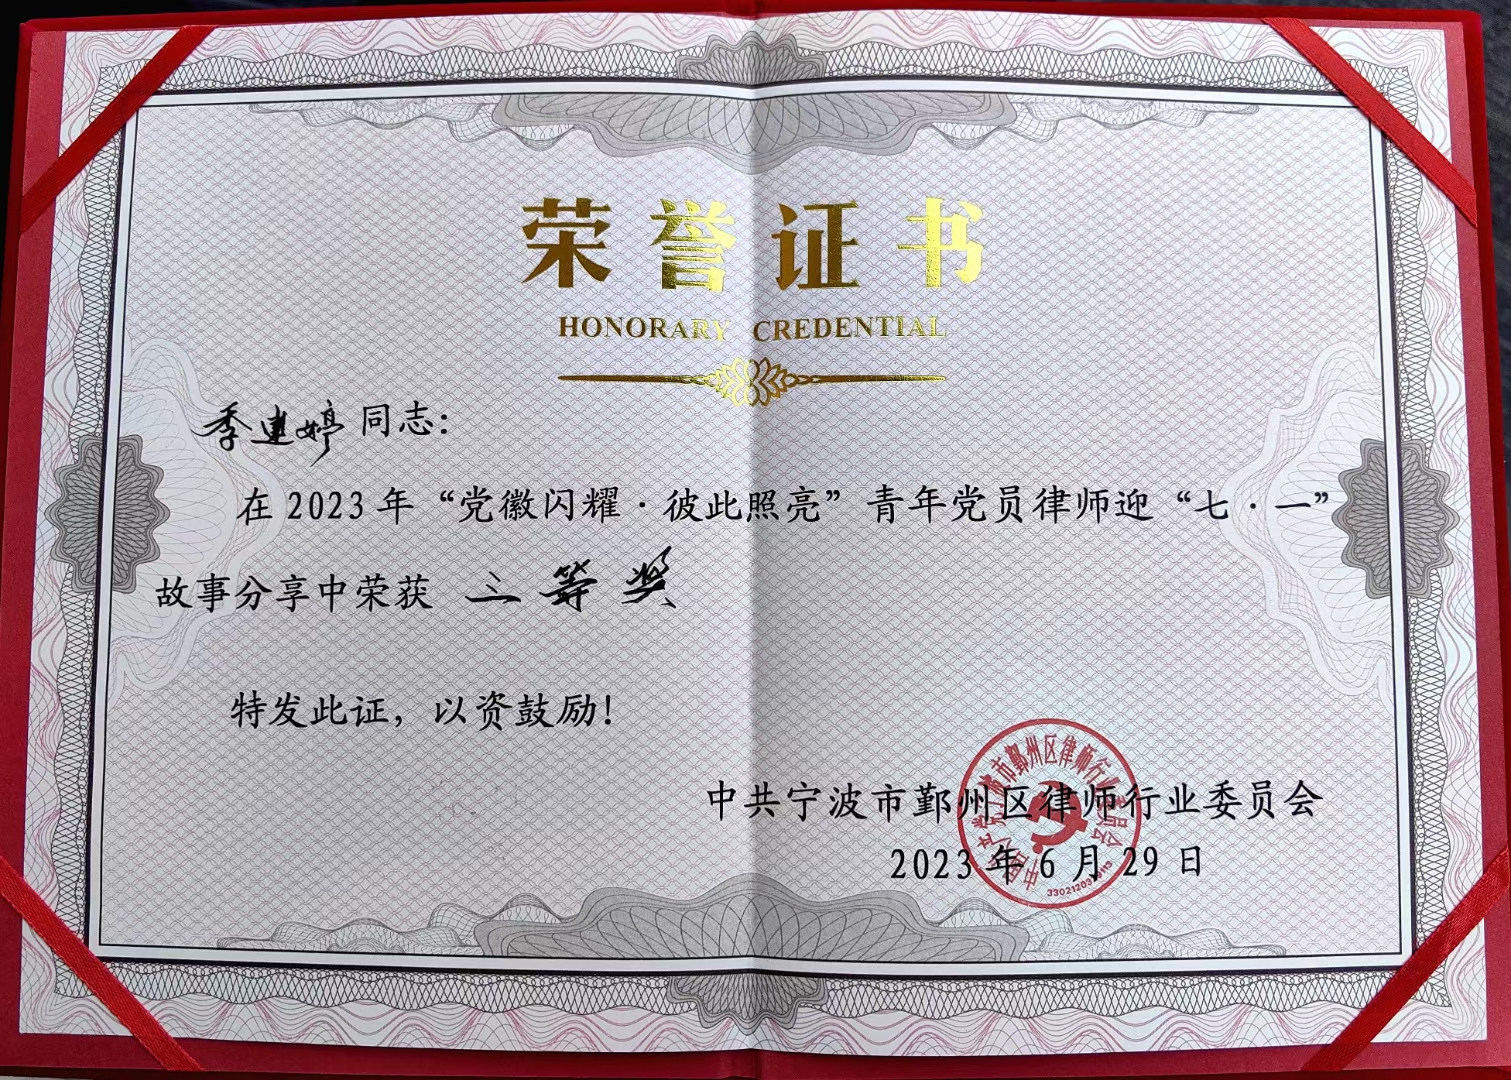 荣誉证书
HONORARY CREDENTIAL
季建婷同志：
在2023年“党徽闪耀·彼此照亮”青年党员律师迎“七·一”
故事分享中荣获 三等奖
特发此证，以资鼓励！
中共宁波市鄞州区律师行业委员会
2023年6月29日